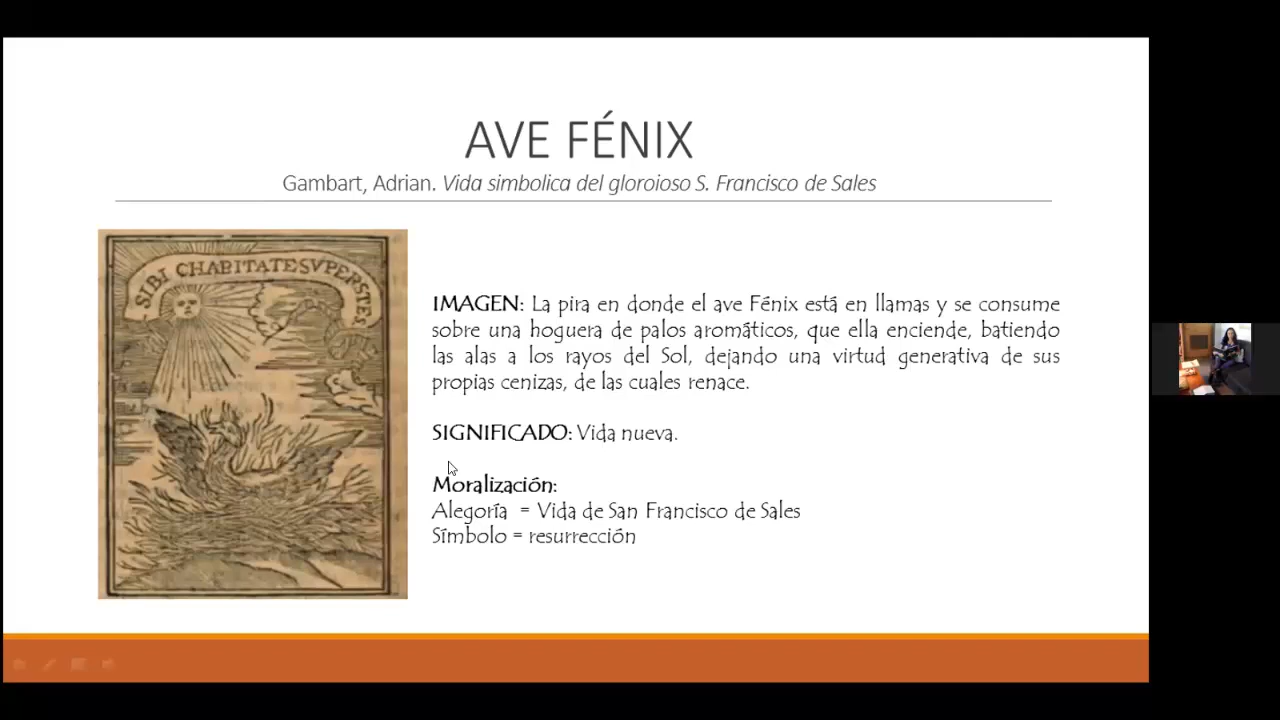 AVE FÉNIX
Gambart, Adrian. Vida simbolica del gloroioso S. Francisco de Sales
SIBI CHARITATE SVPERSTES
IMAGEN: La pira en donde el ave Fénix está en llamas y se consume
sobre una hoguera de palos aromáticos, que ella enciende, batiendo
las alas a los rayos del Sol, dejando una virtud generativa de sus
propias cenizas, de las cuales renace.
SIGNIFICADO: Vida nueva.
Moralización:
Alegoría = Vida de San Francisco de Sales
Símbolo = resurrección